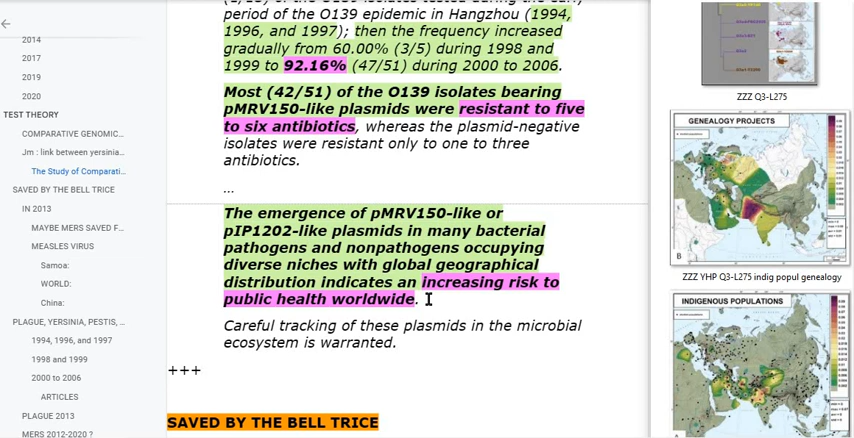 2014
2017
2019
2020
TEST THEORY
COMPARATIVE GENOMIC...
Jm : link between yersinia...
The Study of Comparati...
SAVED BY THE BELL TRICE
IN 2013
MAYBE MERS SAVED F...
MEASLES VIRUS
Samoa:
WORLD:
China:
PLAGUE, YERSINIA, PESTIS, ...
1994, 1996, and 1997
1998 and 1999
2000 to 2006
ARTICLES
PLAGUE 2013
MERS 2012-2020 ?
period of the O139 epidemic in Hangzhou (1994,
1996, and 1997); then the frequency increased
gradually from 60.00% (3/5) during 1998 and
1999 to 92.16% (47/51) during 2000 to 2006.
Most (42/51) of the O139 isolates bearing
pMRV150-like plasmids were resistant to five
to six antibiotics, whereas the plasmid-negative
isolates were resistant only to one to three
antibiotics.
...
The emergence of pMRV150-like or
pIP1202-like plasmids in many bacterial
pathogens and nonpathogens occupying
diverse niches with global geographical
distribution indicates an increasing risk to
public health worldwide.
Careful tracking of these plasmids in the microbial
ecosystem is warranted.
+++
SAVED BY THE BELL TRICE
ZZZ Q3-L275
GENEALOGY PROJECTS
B
ZZZ YHP Q3-L275 indig popul genealogy
INDIGENOUS POPULATIONS
A